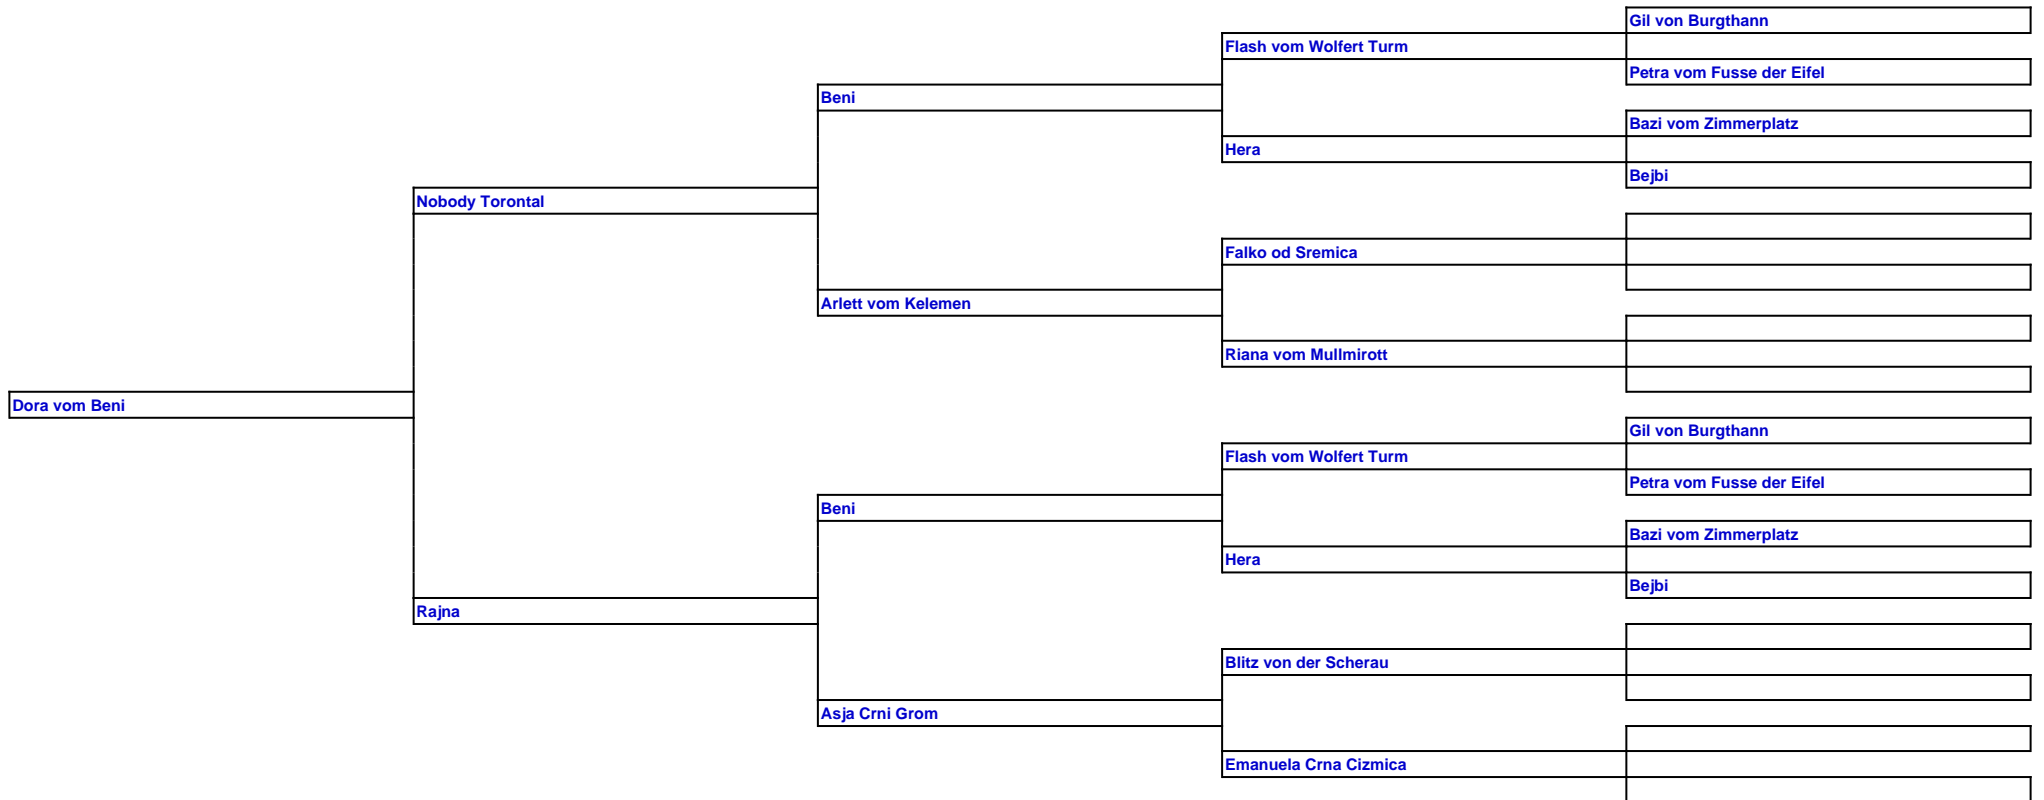 Gil von Burgthann
Flash vom Wolfert Turm
Petra vom Fusse der Eifel
Beni
Bazi vom Zimmerplatz
Hera
Bejbi
Nobody Torontal
Falko od Sremica
Arlett vom Kelemen
Riana vom Mullmirott
Dora vom Beni
Gil von Burgthann
Flash vom Wolfert Turm
Petra vom Fusse der Eifel
Beni
Bazi vom Zimmerplatz
Hera
Bejbi
Rajna
Blitz von der Scherau
Asja Crni Grom
Emanuela Crna Cizmica